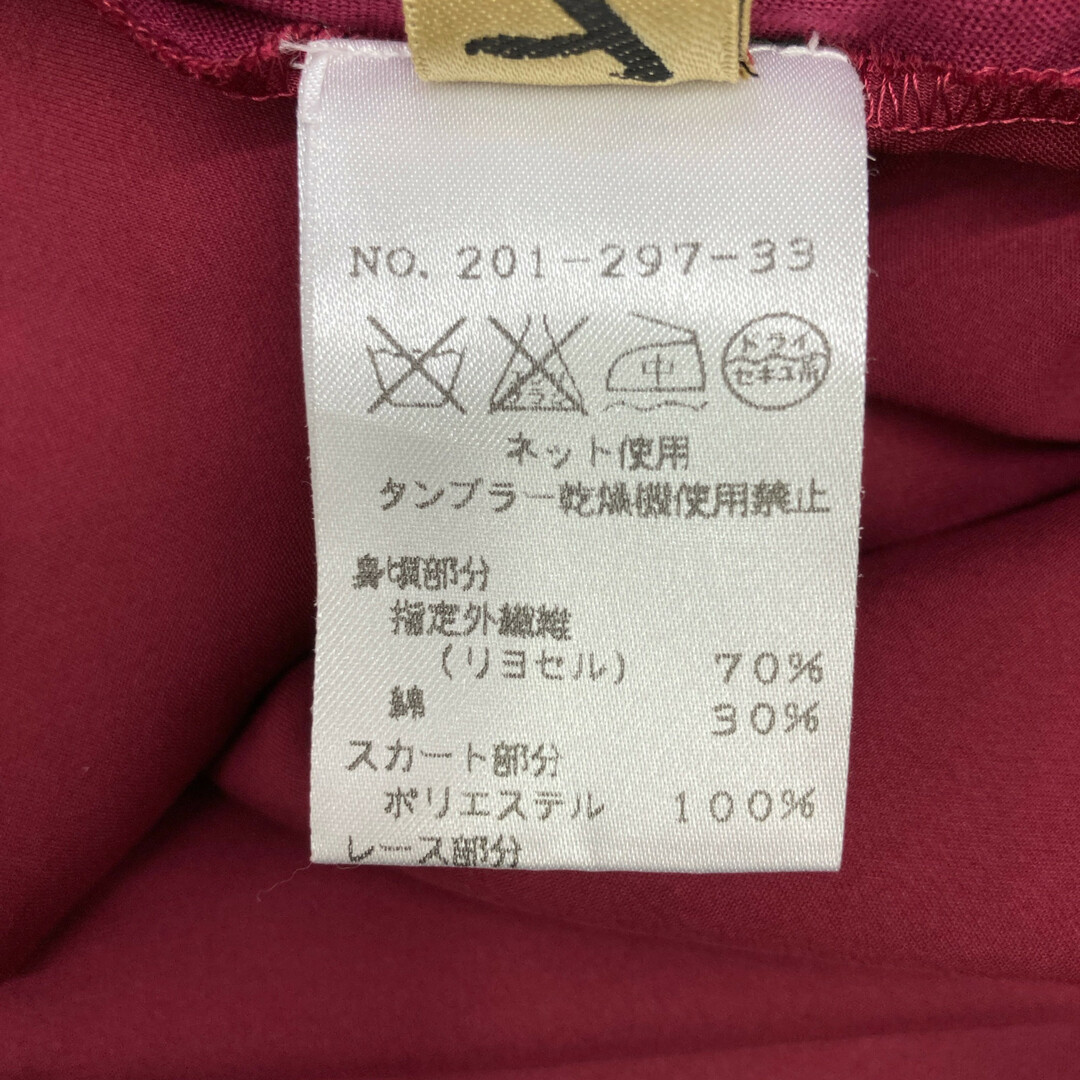 NO. 201-297-33
中
ドライ
セキユ系
ネット使用
タンブラー乾燥機使用禁止
身頃部分
指定外繊維
(リヨセル) 70%
綿 30%
スカート部分
ポリエステル 100%
レース部分